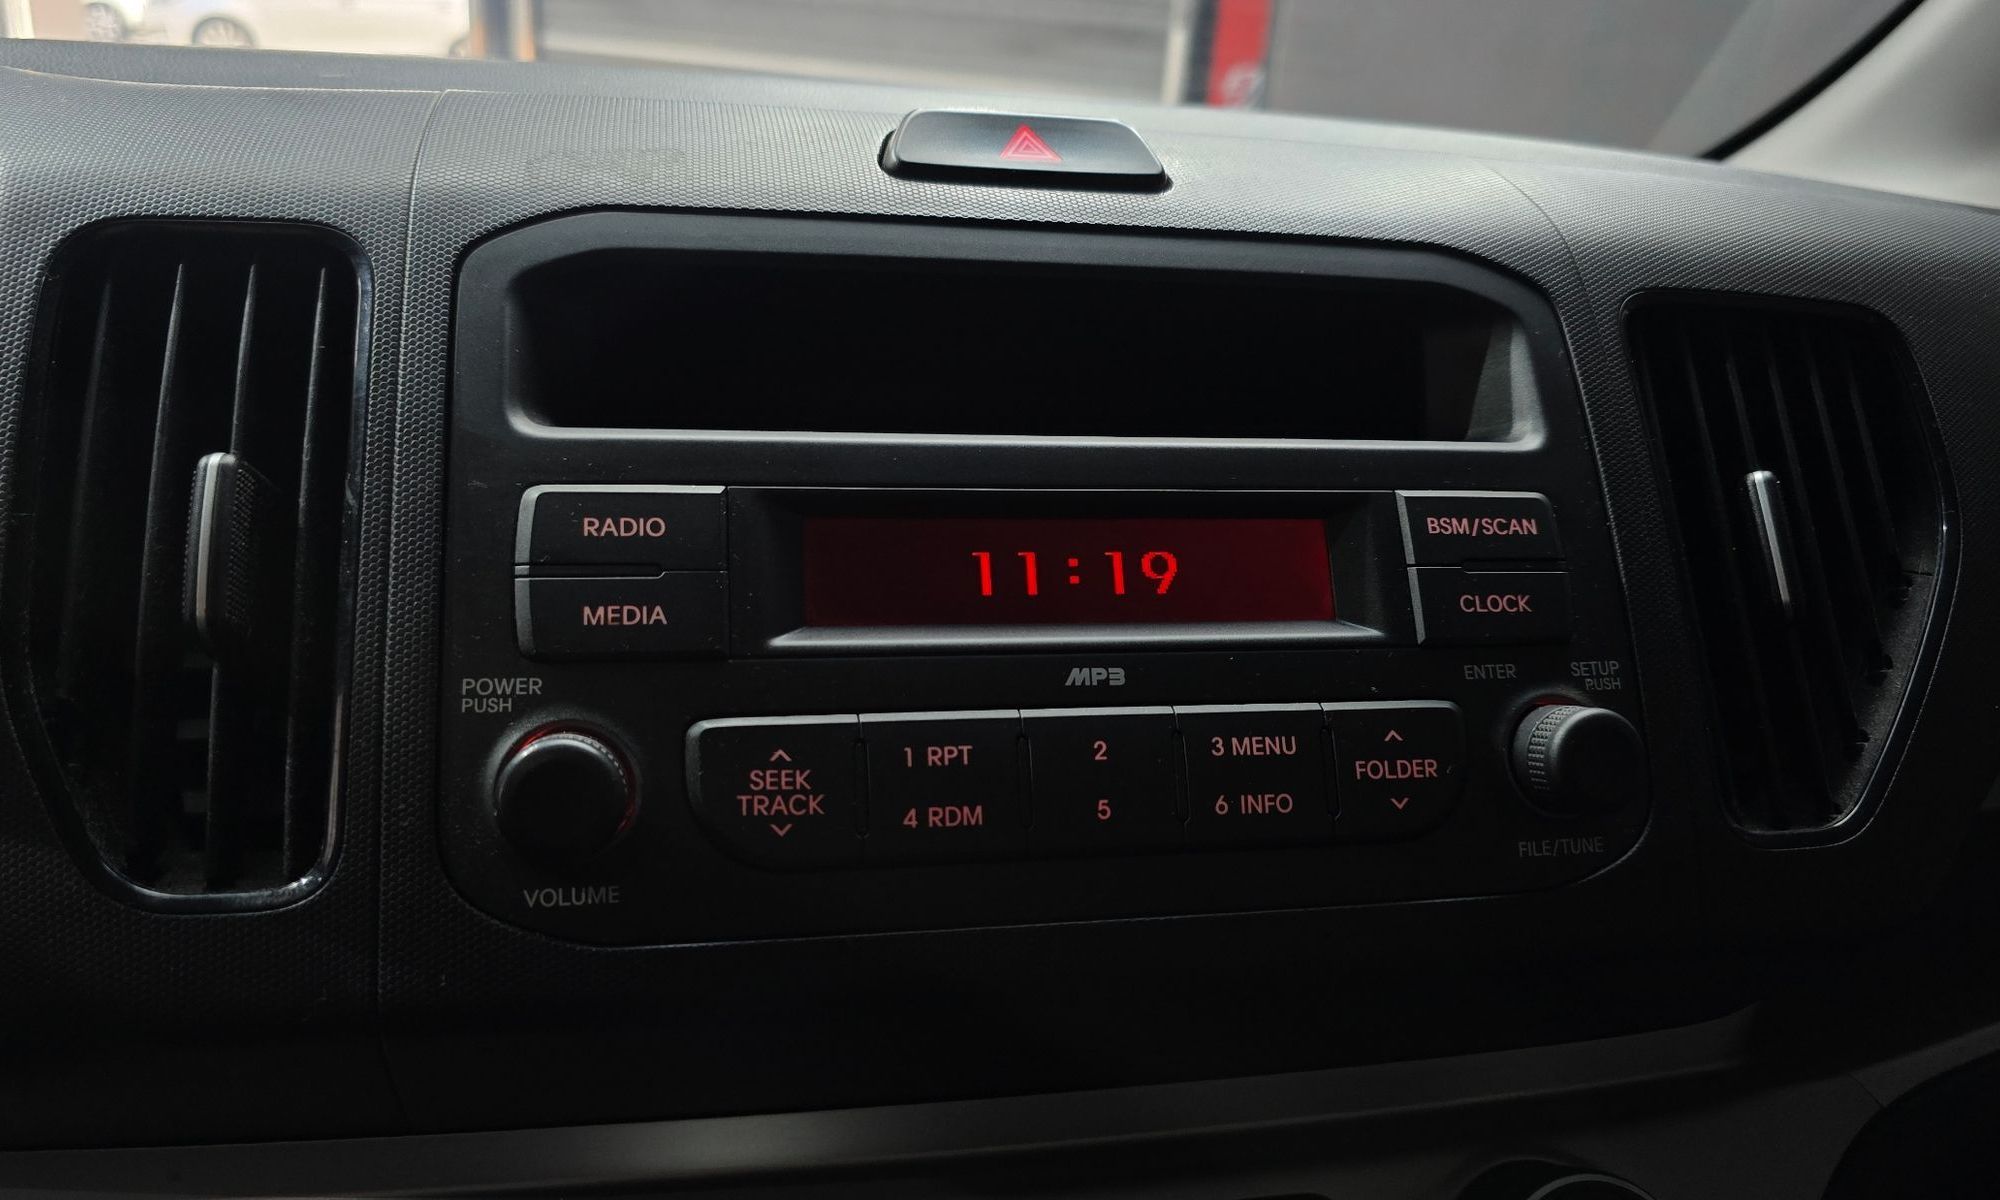 RADIO
MEDIA
11:19
BSM/SCAN
CLOCK
POWER
PUSH
VOLUME
MP3
ENTER
SETUP
PUSH
SEEK
TRACK
1 RPT
2
3 MENU
4 RDM
5
6 INFO
FOLDER
FILE/TUNE